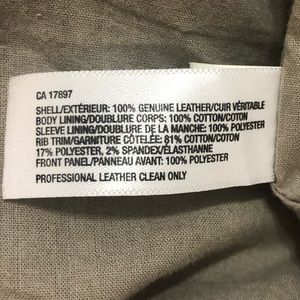 CA 17897
SHELL/EXTÉRIEUR: 100% GENUINE LEATHER/CUIR VÉRITABLE
BODY LINING/DOUBLURE CORPS: 100% COTTON/COTON
SLEEVE LINING/DOUBLURE DE LA MANCHE: 100% POLYESTER
RIB TRIM/GARNITURE CÔTELÉE: 81% COTTON/COTON
17% POLYESTER, 2% SPANDEX/ÉLASTHANNE
FRONT PANEL/PANNEAU AVANT: 100% POLYESTER
PROFESSIONAL LEATHER CLEAN ONLY